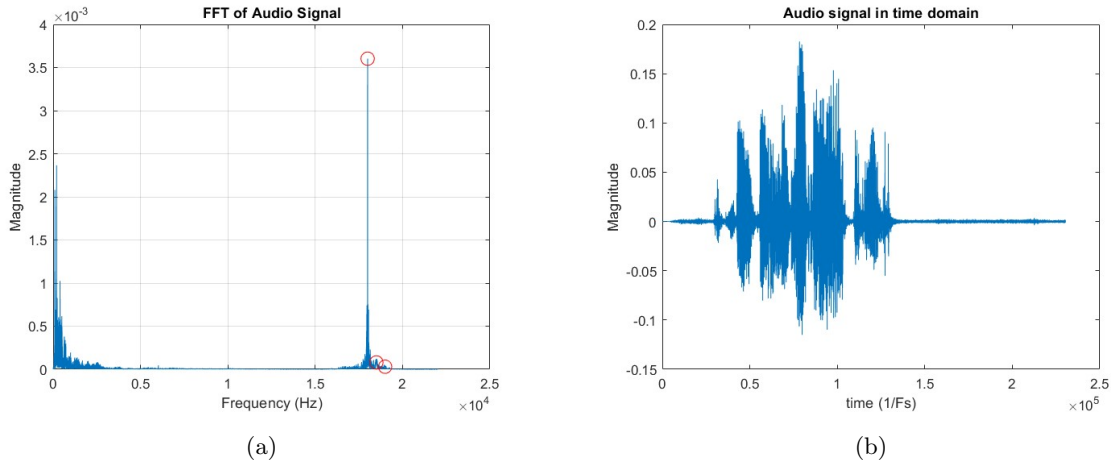 FFT of Audio Signal
×10⁻³
4
3.5
3
2.5
2
1.5
1
0.5
0
Magnitude
0 0.5 1 1.5 2 2.5
×10⁴
Frequency (Hz)
(a)
Audio signal in time domain
0.2
0.15
0.1
0.05
0
-0.05
-0.1
-0.15
Magnitude
0 0.5 1 1.5 2 2.5
×10⁵
time (1/Fs)
(b)